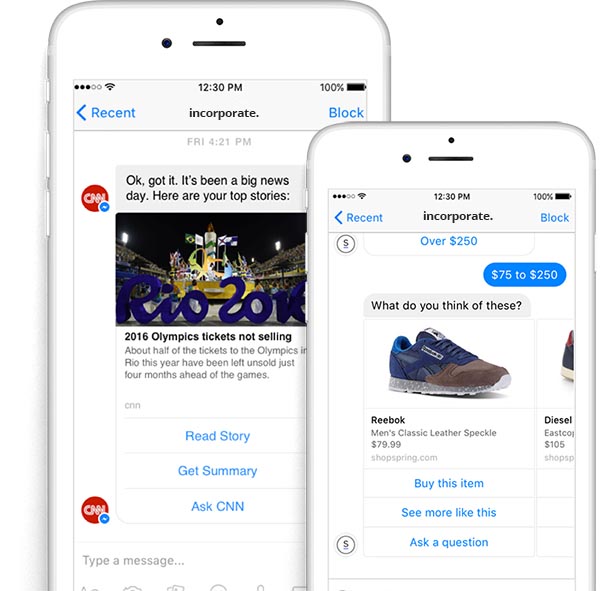 12:30 PM
100%
Recent
incorporate.
Block
FRI 4:21 PM
Ok, got it. It's been a big news
day. Here are your top stories:
CNN
Rio 2016
2016 Olympics tickets not selling
About half of the tickets to the Olympics in
Rio this year have been left unsold just
four months ahead of the games.
cnn
Read Story
Get Summary
Ask CNN
CNN
Type a message...
12:30 PM
100%
Recent
incorporate.
Block
S
Over $250
$75 to $250
What do you think of these?
Reebok
Reebok
Men's Classic Leather Speckle
$79.99
shopspring.com
Buy this item
See more like this
Ask a question
S
Diesel
$105